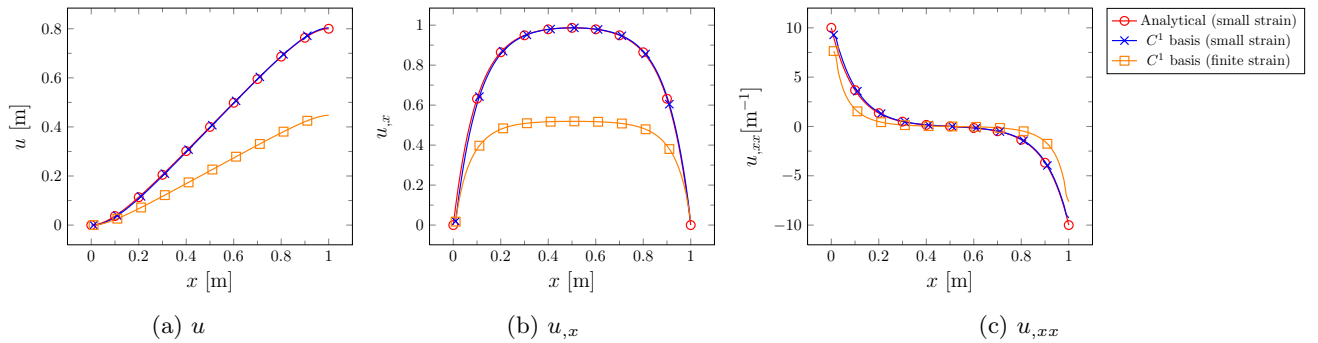 0.8
0.6
0.4
0.2
0
u [m]
0 0.2 0.4 0.6 0.8 1
x [m]
(a) u
1
0.8
0.6
0.4
0.2
0
u,x
0 0.2 0.4 0.6 0.8 1
x [m]
(b) u,x
10
5
0
−5
−10
u,xx[m−1]
0 0.2 0.4 0.6 0.8 1
x [m]
(c) u,xx
Analytical (small strain)
C1 basis (small strain)
C1 basis (finite strain)